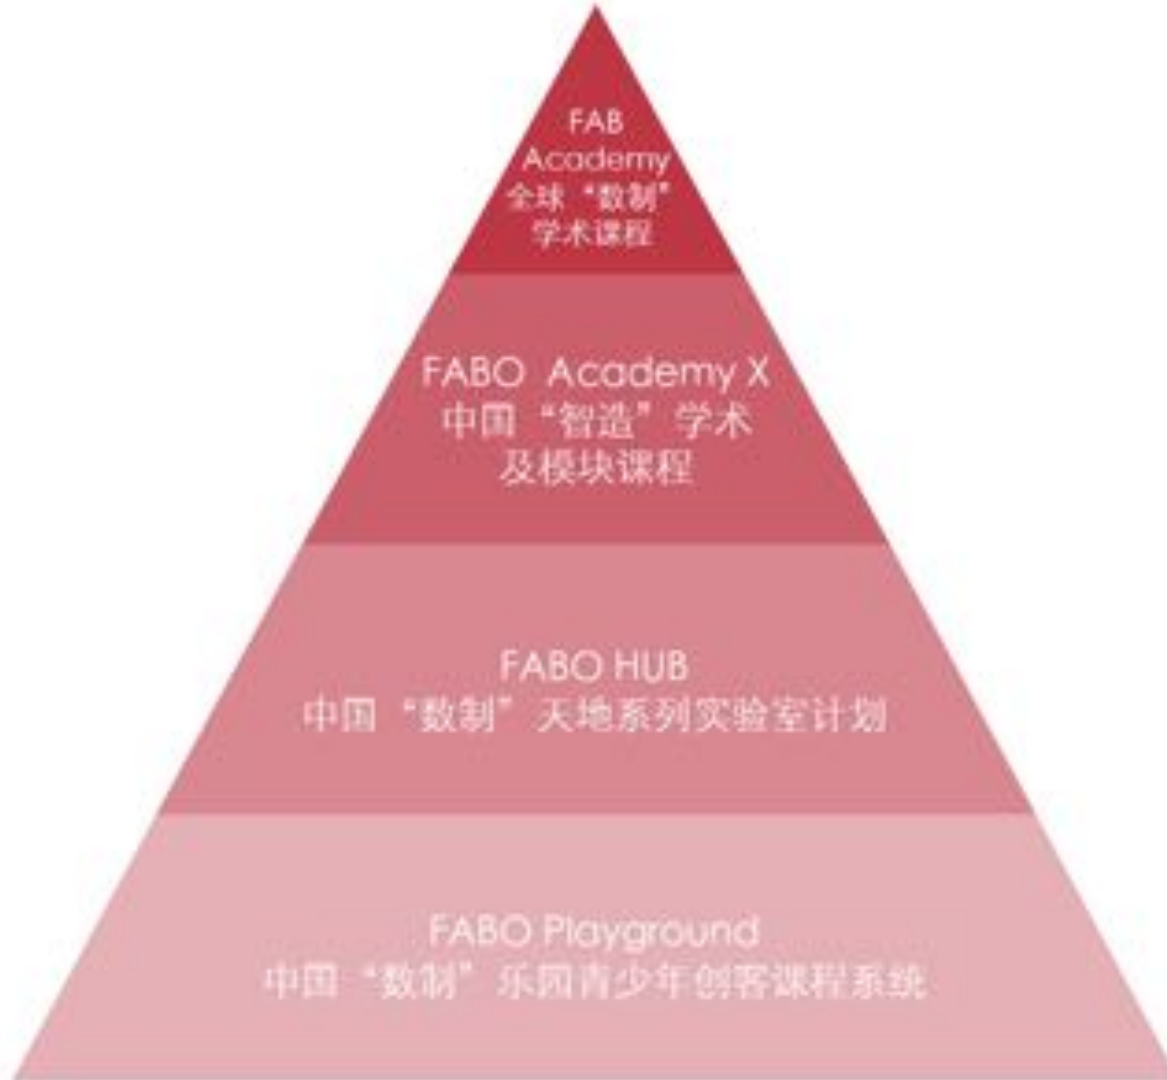 FAB
Academy
全球“数制”
学术课程
FABO Academy X
中国“智造”学术
及模块课程
FABO HUB
中国“数制”天地系列实验室计划
FABO Playground
中国“数制”乐园青少年创客课程系统